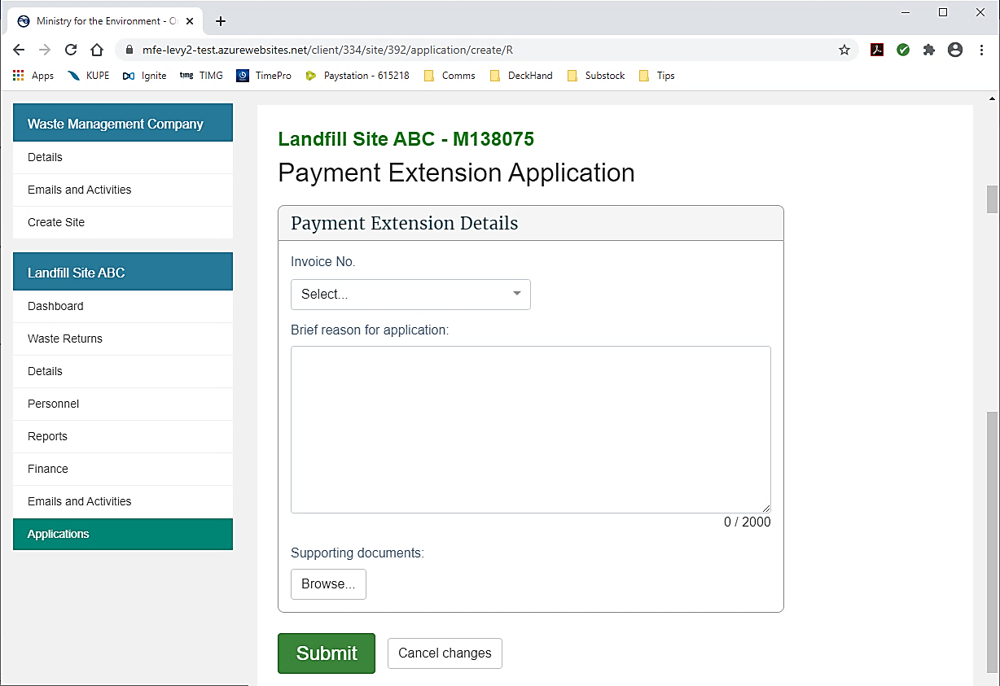 Ministry for the Environment - O
mfe-levy2-test.azurewebsites.net/client/334/site/392/application/create/R
Apps KUPE Ignite timg TIMG TimePro Paystation - 615218 Comms DeckHand Substock Tips
Waste Management Company
Details
Emails and Activities
Create Site
Landfill Site ABC
Dashboard
Waste Returns
Details
Personnel
Reports
Finance
Emails and Activities
Applications
Landfill Site ABC - M138075
Payment Extension Application
Payment Extension Details
Invoice No.
Select...
Brief reason for application:
0 / 2000
Supporting documents:
Browse...
Submit Cancel changes